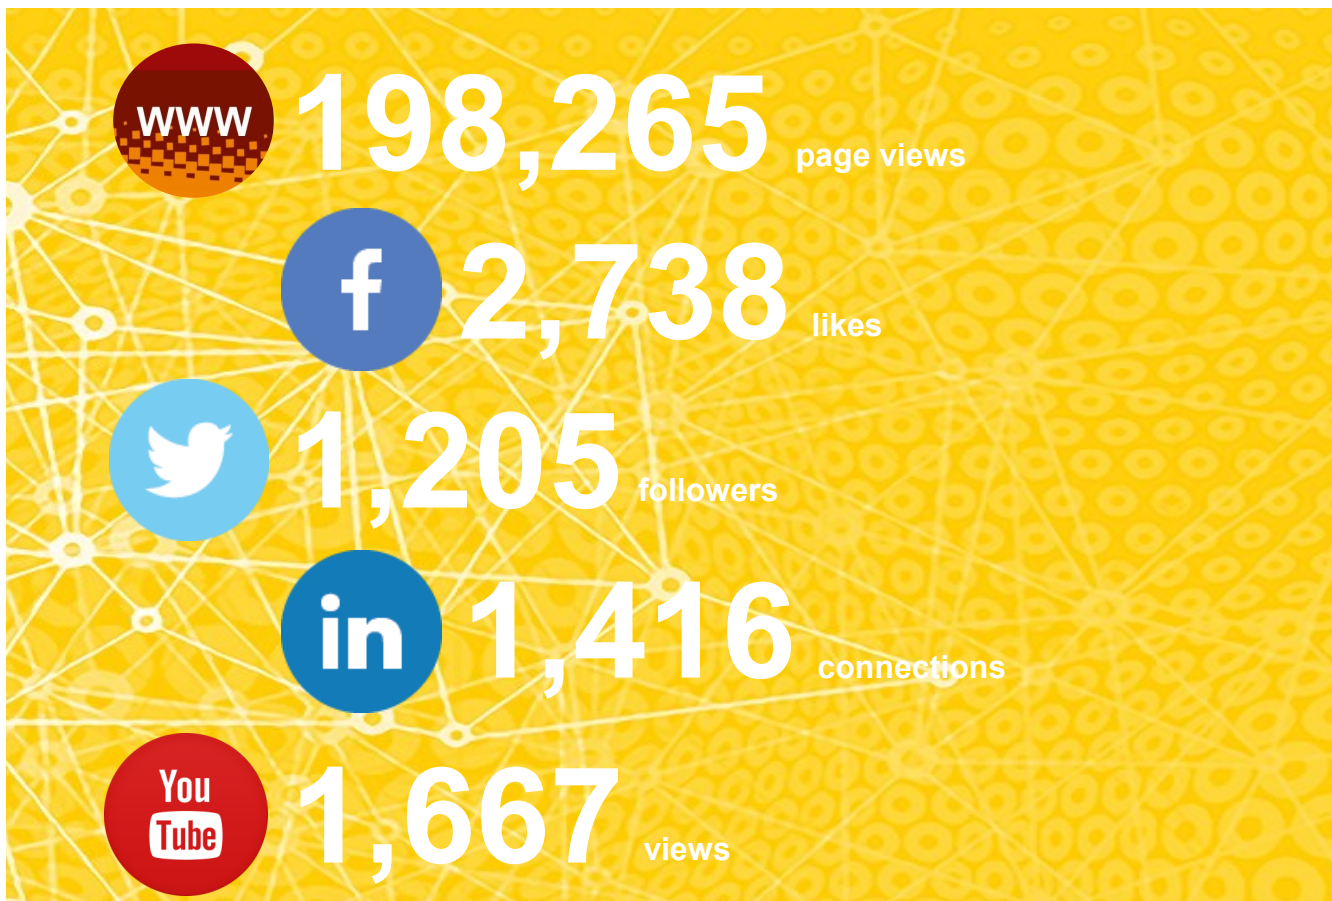 www 198,265 page views
f 2,738 likes
1,205 followers
in 1,416 connections
You
Tube 1,667 views